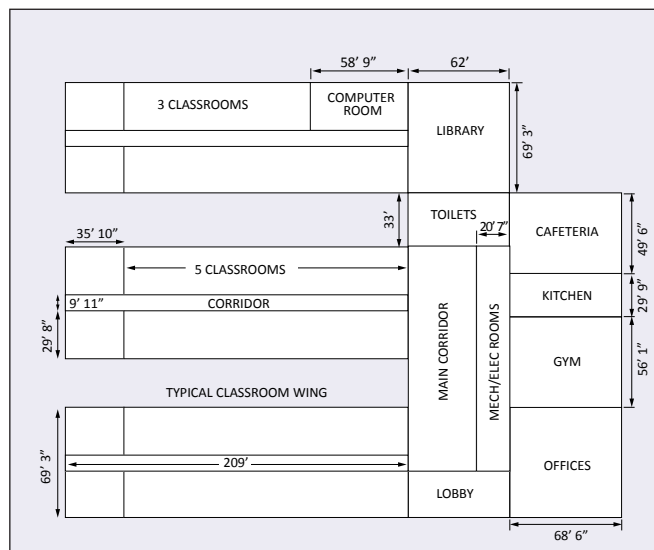 58’ 9”
62’
3 CLASSROOMS
COMPUTER
ROOM
LIBRARY
69’ 3”
33’
TOILETS
20’ 7”
CAFETERIA
49’ 6”
35’ 10”
5 CLASSROOMS
9’ 11”
CORRIDOR
KITCHEN
29’ 9”
29’ 8”
MAIN CORRIDOR
MECH/ELEC ROOMS
GYM
56’ 1”
TYPICAL CLASSROOM WING
69’ 3”
209’
OFFICES
LOBBY
68’ 6”